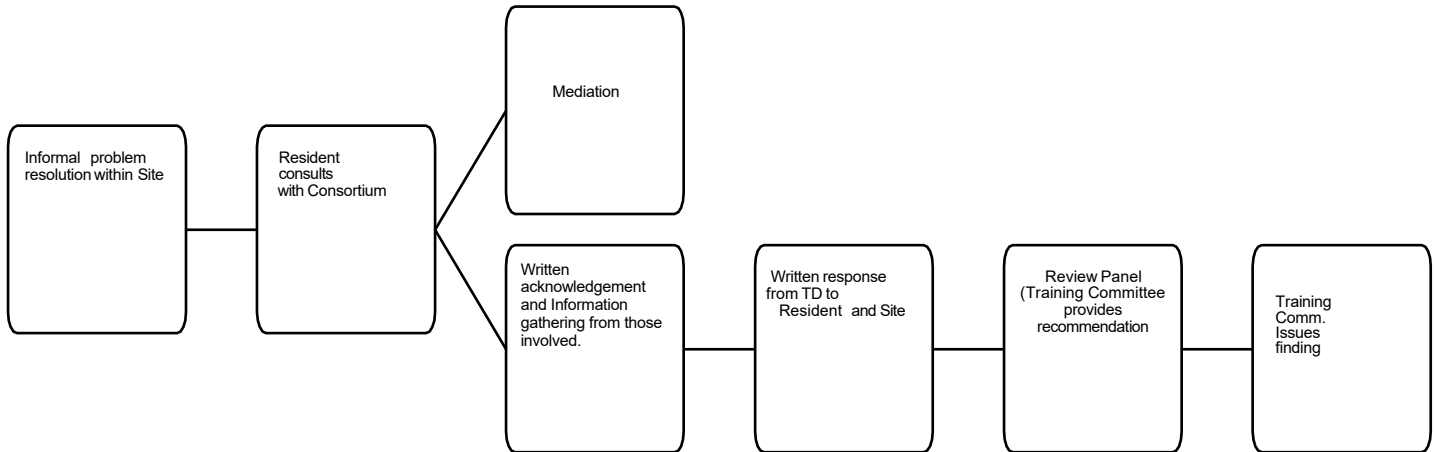 Informal problem
resolution within Site
Resident
consults
with Consortium
Mediation
Written
acknowledgement
and Information
gathering from those
involved.
Written response
from TD to
Resident and Site
Review Panel
(Training Committee
provides
recommendation
Training
Comm.
Issues
finding